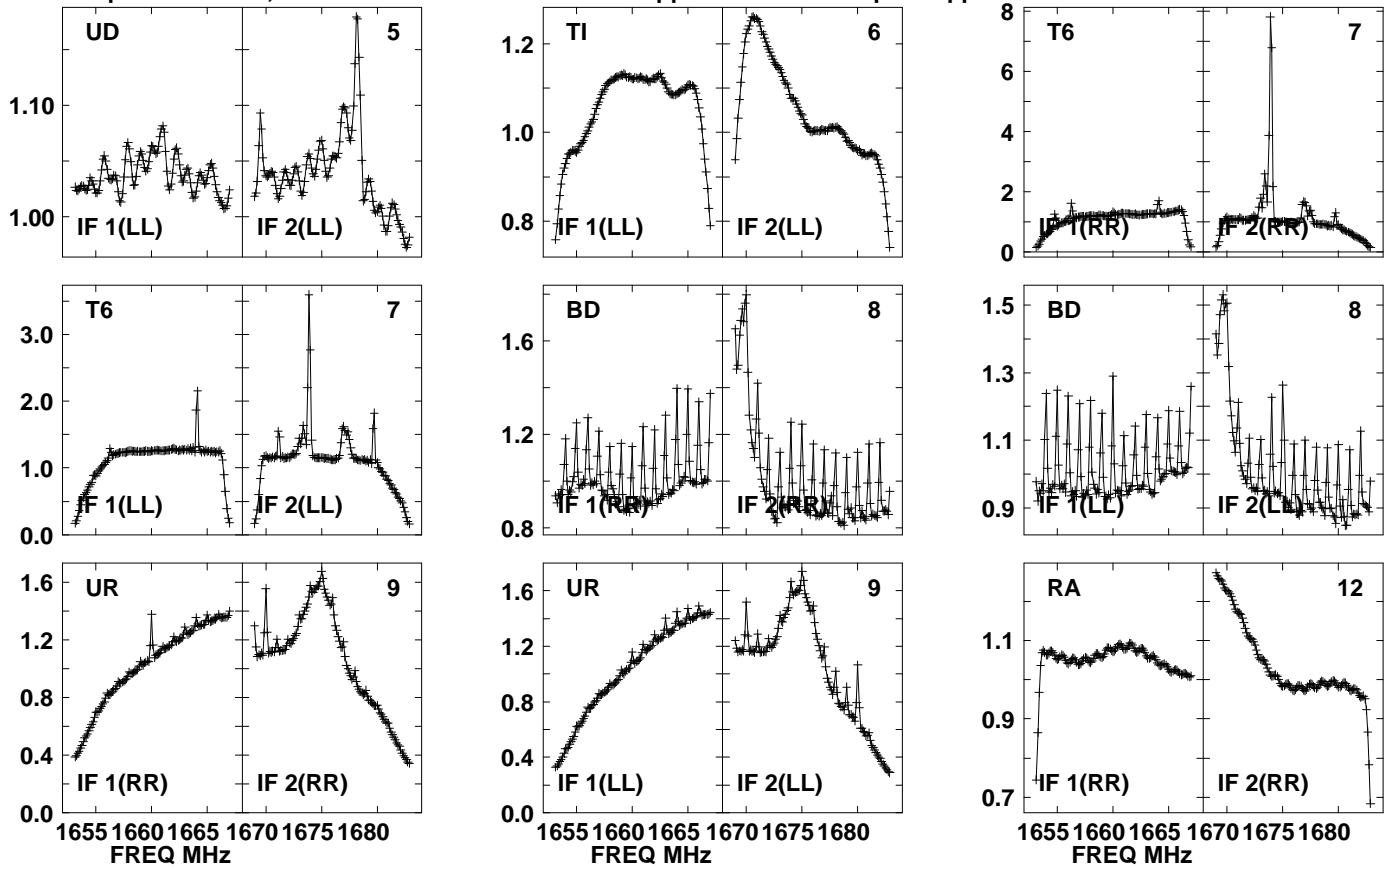 UD 5 TI 6 T6 7
1.10
1.00
IF 1(LL) IF 2(LL)
1.2
1.0
0.8
IF 1(LL) IF 2(LL)
8
6
4
2
0
IF 1(RR) IF 2(RR)
T6 7 BD 8 BD 8
3.0
2.0
1.0
0.0
IF 1(LL) IF 2(LL)
1.6
1.2
0.8
IF 1(RR) IF 2(RR)
1.5
1.3
1.1
0.9
IF 1(LL) IF 2(LL)
UR 9 UR 9 RA 12
1.6
1.2
0.8
0.4
0.0
IF 1(RR) IF 2(RR)
1.6
1.2
0.8
0.4
0.0
IF 1(LL) IF 2(LL)
1.1
0.9
0.7
IF 1(RR) IF 2(RR)
1655 1660 1665 1670 1675 1680 1655 1660 1665 1670 1675 1680 1655 1660 1665 1670 1675 1680
FREQ MHz FREQ MHz FREQ MHz